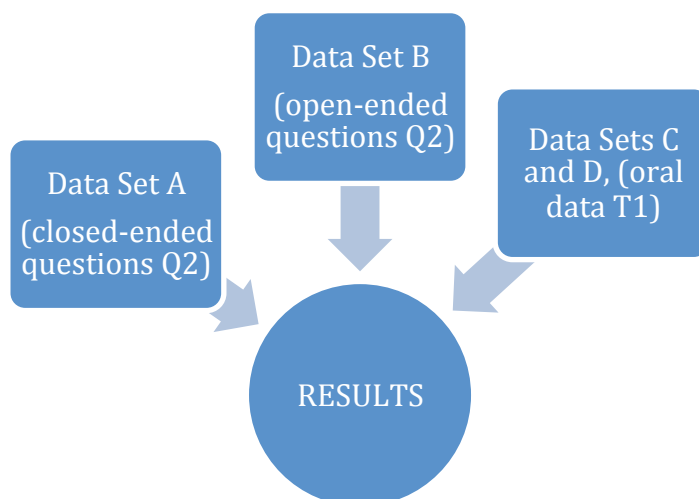 Data Set A
(closed-ended
questions Q2)
Data Set B
(open-ended
questions Q2)
Data Sets C
and D, (oral
data T1)
RESULTS